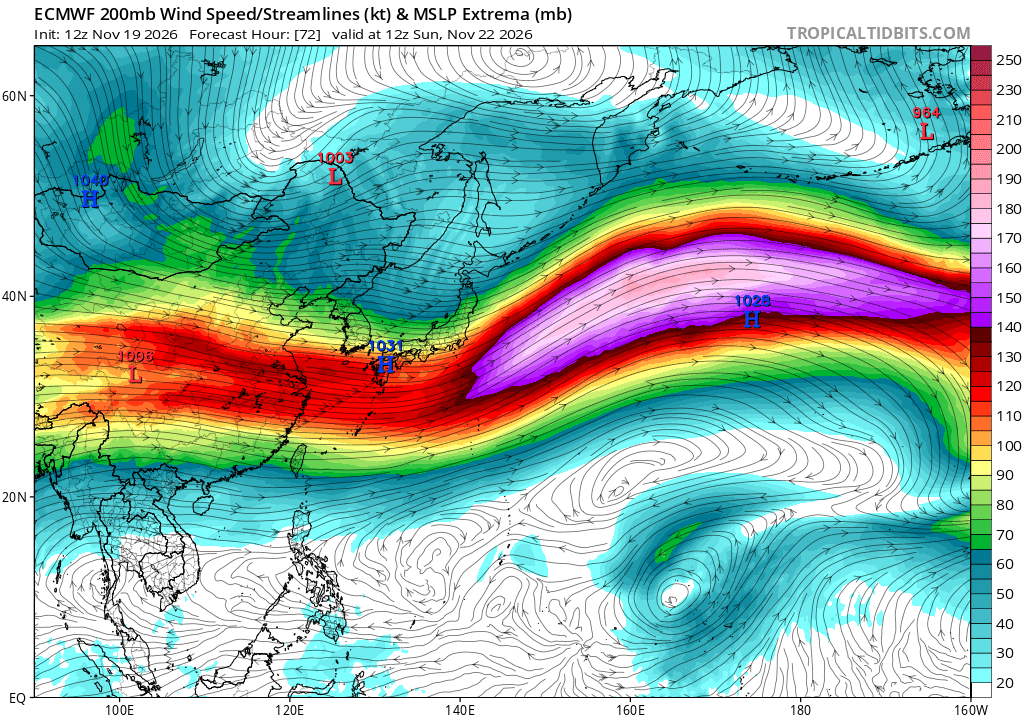 ECMWF 200mb Wind Speed/Streamlines (kt) & MSLP Extrema (mb)
Init: 12z Nov 19 2026 Forecast Hour: [72] valid at 12z Sun, Nov 22 2026
TROPICALTIDBITS.COM
250
230
210
200
190
180
170
160
150
140
130
120
110
100
90
80
70
60
50
40
30
20
60N
40N
20N
EQ
964
L
1003
L
1040
H
1028
H
1031
H
1006
L
100E
120E
140E
160E
180
160W